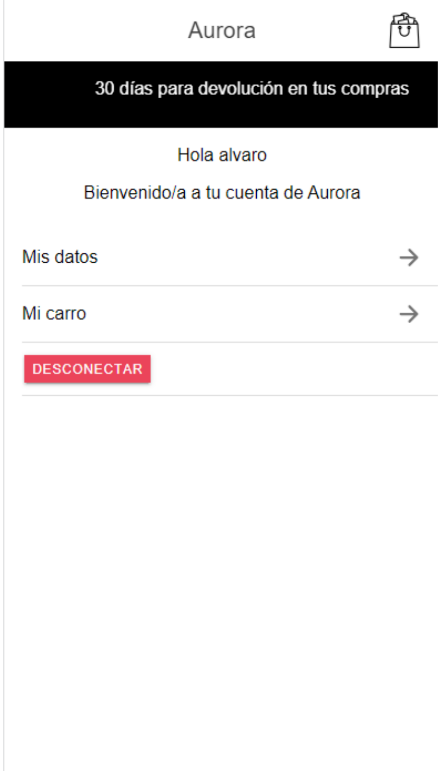 Aurora
30 días para devolución en tus compras
Hola alvaro
Bienvenido/a a tu cuenta de Aurora
Mis datos
Mi carro
DESCONECTAR